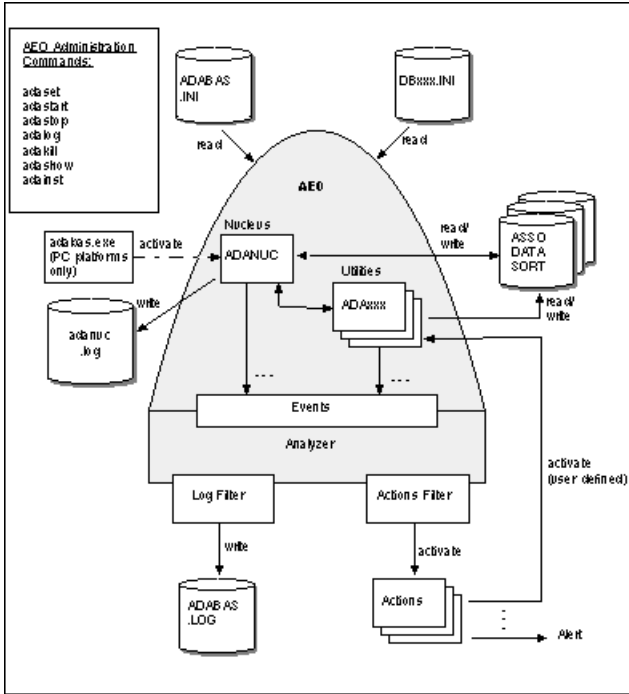 AEO Administration
Commands:
adaset
adastart
adastop
adalog
adakill
adashow
adainst
ADABAS
.INI
DBxxx.INI
read
read
AEO
Nucleus
adabas.exe
(PC platforms
only)
activate
ADANUC
read/
write
ASSO
DATA
SORT
Utilities
ADAxxx
read/
write
write
adanuc
.log
....
....
Events
Analyzer
activate
(user defined)
Log Filter
Actions Filter
write
activate
ADABAS
.LOG
Actions
Alert